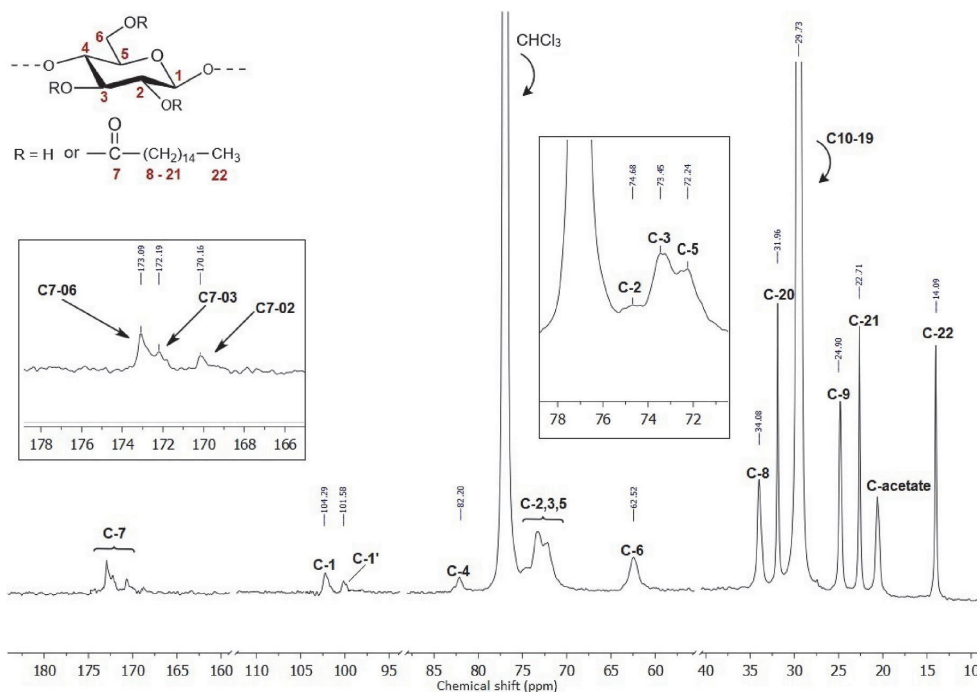 OR
6
4
O
5
O
1
O
RO
3
2
OR
OR
O
R = H or C (CH2)14 CH3
7 8 - 21 22
173.09
172.19
170.16
C7-06
C7-03
C7-02
178 176 174 172 170 168 166
CHCl3
74.68
73.45
72.24
C-2
C-3
C-5
78 76 74 72
29.73
C10-19
31.96
C-20
22.71
C-21
14.09
C-22
24.90
C-9
34.08
C-8
C-acetate
C-7
104.29
101.58
C-1
C-1'
82.20
C-4
C-2,3,5
62.52
C-6
180 175 170 165 160 110 105 100 95 85 80 75 70 65 60 40 35 30 25 20 15 10
Chemical shift (ppm)